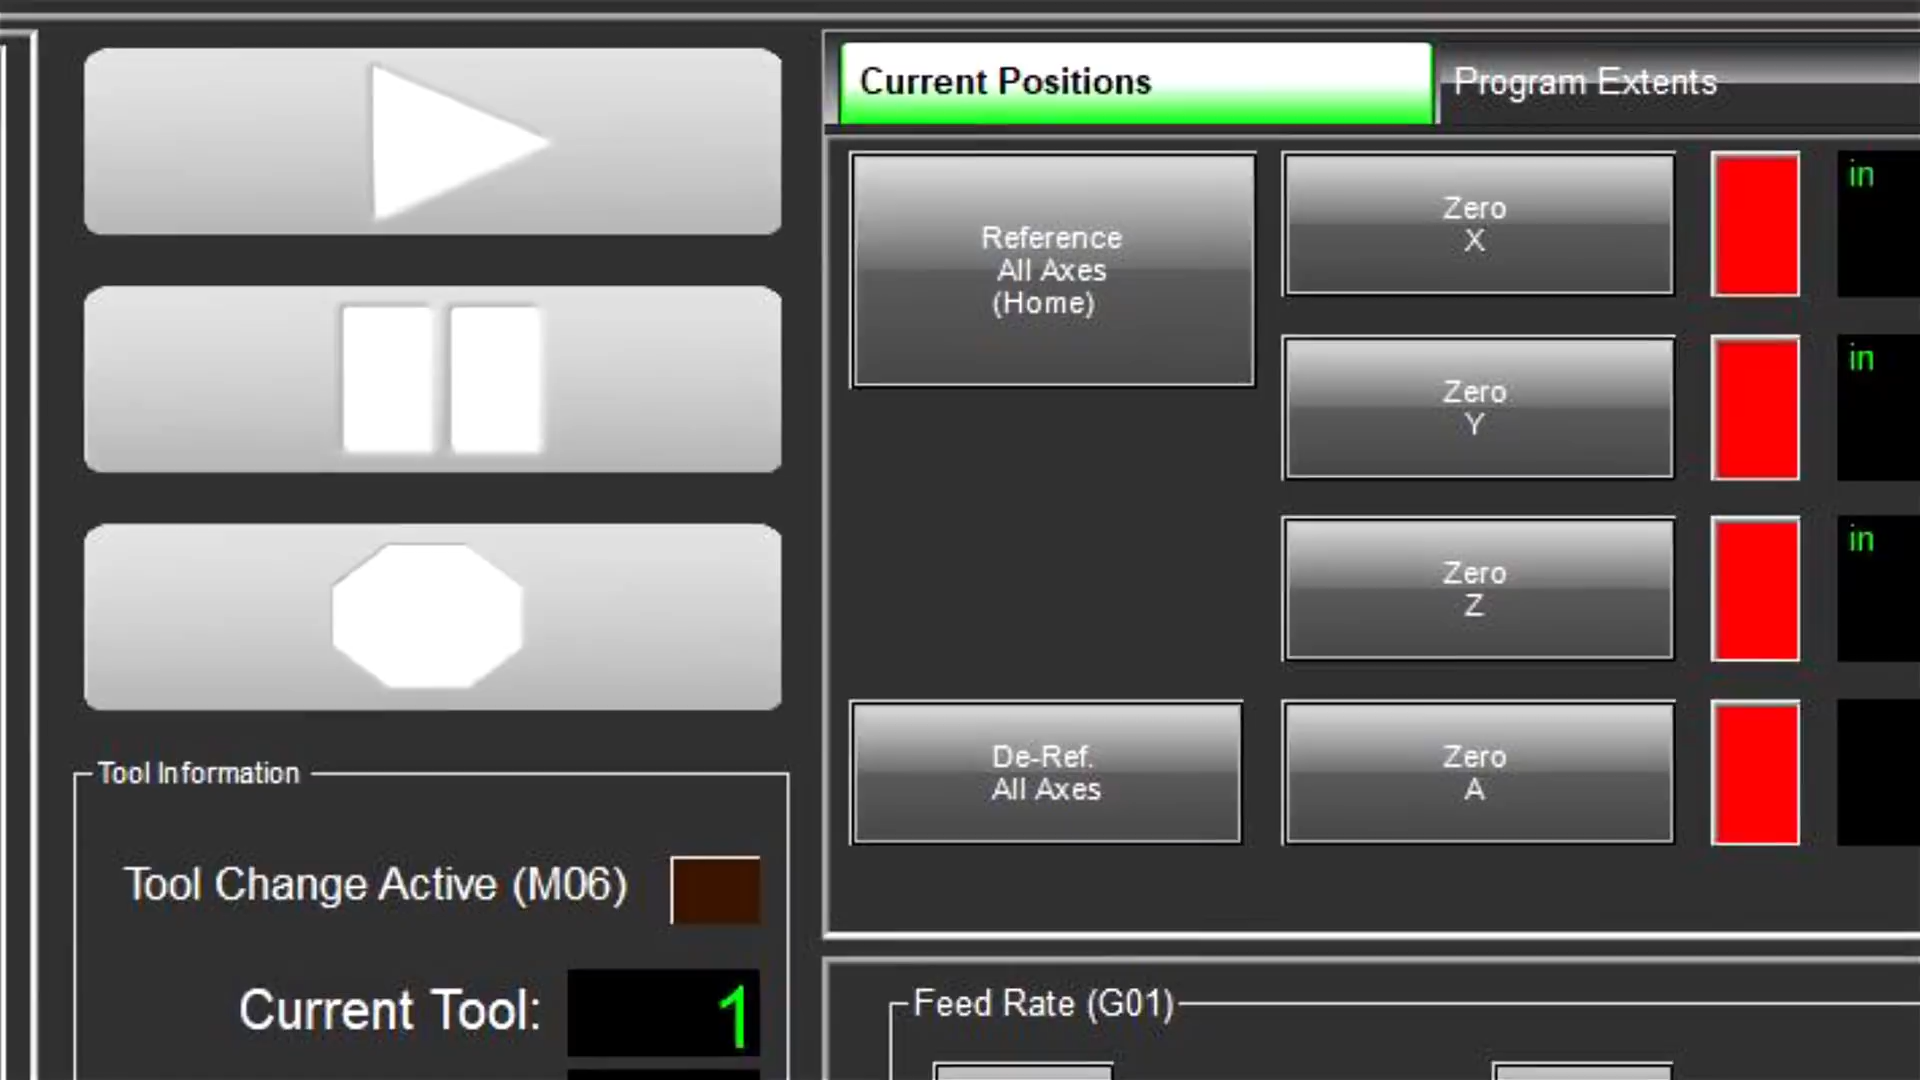 Current Positions
Program Extents
Reference
All Axes
(Home)
Zero
X
in
Zero
Y
in
Zero
Z
in
De-Ref.
All Axes
Zero
A
Tool Information
Tool Change Active (M06)
Current Tool: 1
Feed Rate (G01)